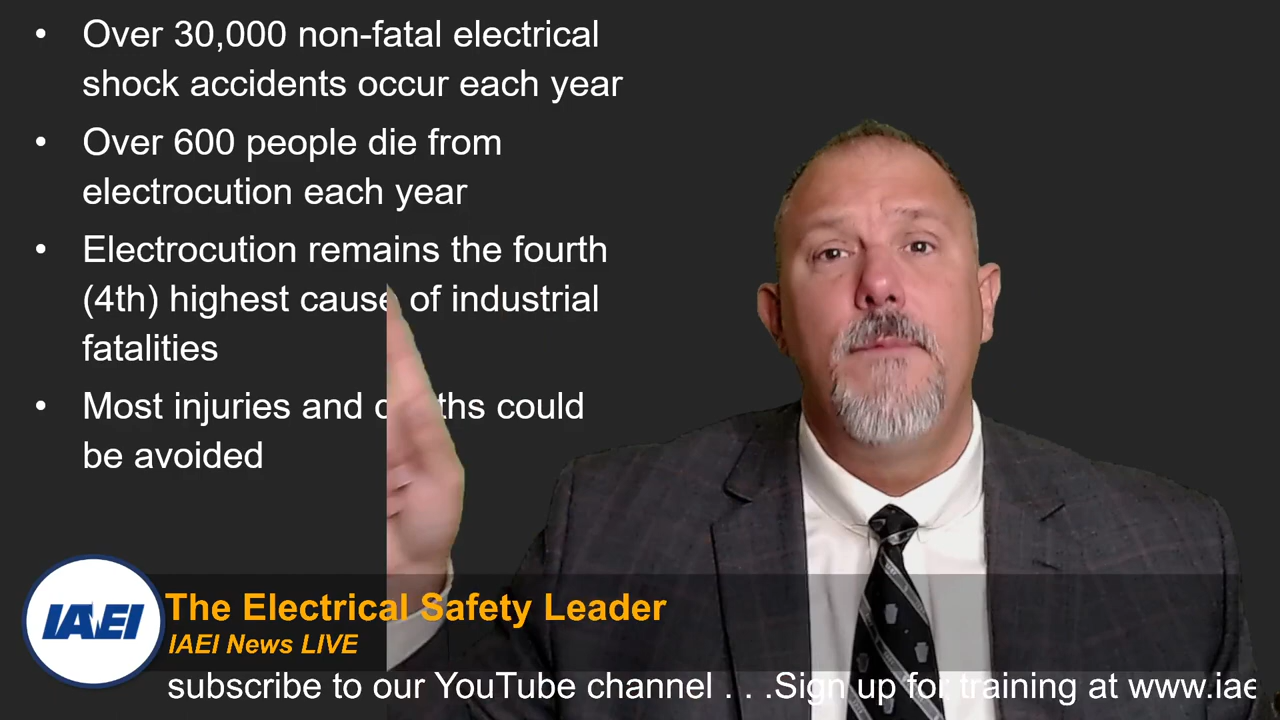 • Over 30,000 non-fatal electrical
shock accidents occur each year
• Over 600 people die from
electrocution each year
• Electrocution remains the fourth
(4th) highest cause of industrial
fatalities
• Most injuries and could
be avoided
IAEI
The Electrical Safety Leader
IAEI News LIVE
subscribe to our YouTube channel . . .Sign up for training at www.iae